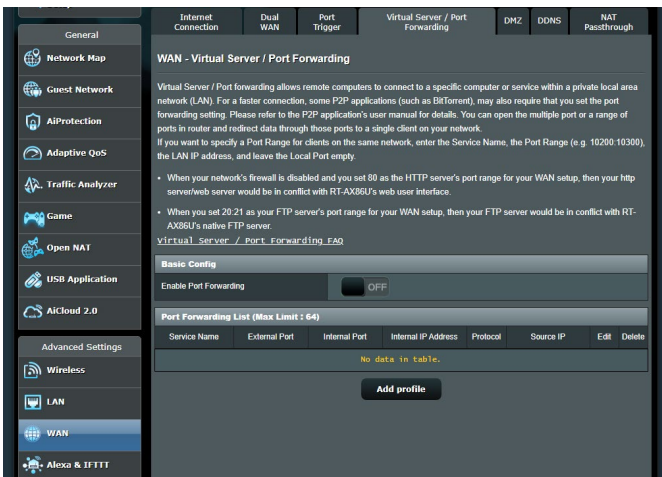 General
Network Map
Guest Network
AiProtection
Adaptive QoS
Traffic Analyzer
Game
Open NAT
USB Application
AiCloud 2.0
Advanced Settings
Wireless
LAN
WAN
Alexa & IFTTT
Internet Connection
Dual WAN
Port Trigger
Virtual Server / Port Forwarding
DMZ
DDNS
NAT Passthrough
WAN - Virtual Server / Port Forwarding
Virtual Server / Port forwarding allows remote computers to connect to a specific computer or service within a private local area
network (LAN). For a faster connection, some P2P applications (such as BitTorrent), may also require that you set the port
forwarding setting. Please refer to the P2P application's user manual for details. You can open the multiple port or a range of
ports in router and redirect data through those ports to a single client on your network.
If you want to specify a Port Range for clients on the same network, enter the Service Name, the Port Range (e.g. 10200:10300),
the LAN IP address, and leave the Local Port empty.
• When your network's firewall is disabled and you set 80 as the HTTP server's port range for your WAN setup, then your http
server/web server would be in conflict with RT-AX86U's web user interface.
• When you set 20:21 as your FTP server's port range for your WAN setup, then your FTP server would be in conflict with RT-
AX86U's native FTP server.
Virtual Server / Port Forwarding FAQ
Basic Config
Enable Port Forwarding OFF
Port Forwarding List (Max Limit : 64)
Service Name External Port Internal Port Internal IP Address Protocol Source IP Edit Delete
No data in table.
Add profile